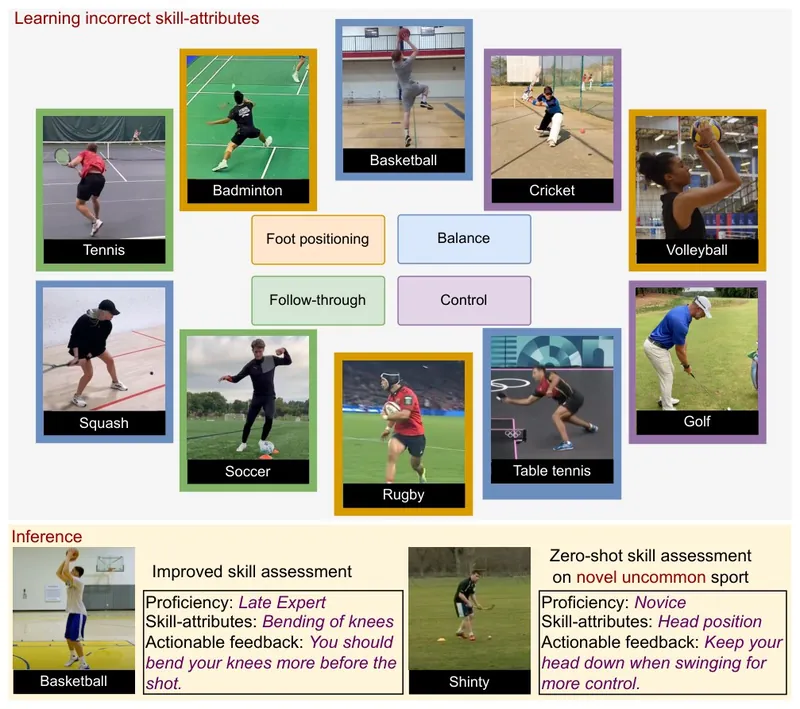 Learning incorrect skill-attributes
Basketball
Badminton
Cricket
Tennis
Volleyball
Foot positioning
Balance
Follow-through
Control
Squash
Soccer
Rugby
Table tennis
Golf
Inference
Improved skill assessment
Proficiency: Late Expert
Skill-attributes: Bending of knees
Actionable feedback: You should
bend your knees more before the
shot.
Basketball
Zero-shot skill assessment
on novel uncommon sport
Proficiency: Novice
Skill-attributes: Head position
Actionable feedback: Keep your
head down when swinging for
more control.
Shinty